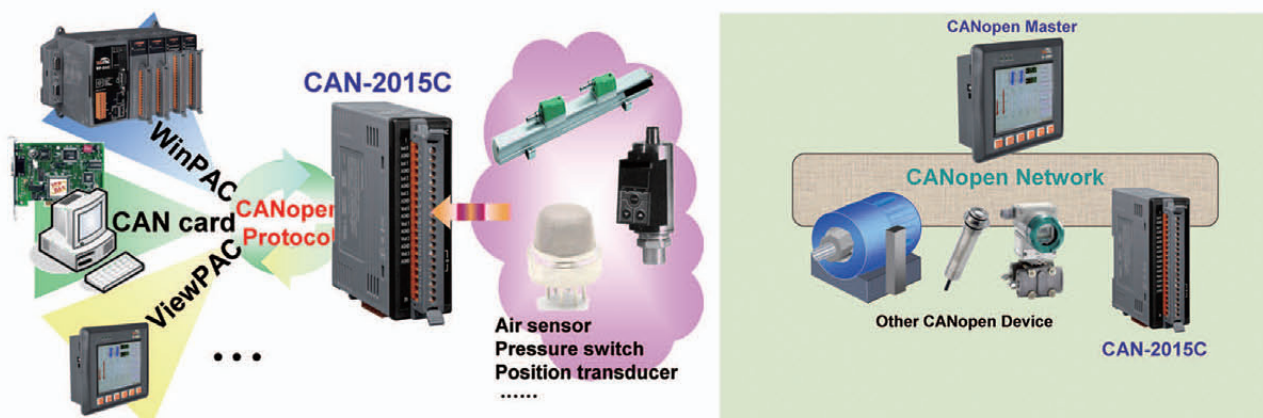 WinPAC
CAN card
ViewPAC
...
CANopen
Protocol
CAN-2015C
Air sensor
Pressure switch
Position transducer
......
CANopen Master
CANopen Network
Other CANopen Device
CAN-2015C